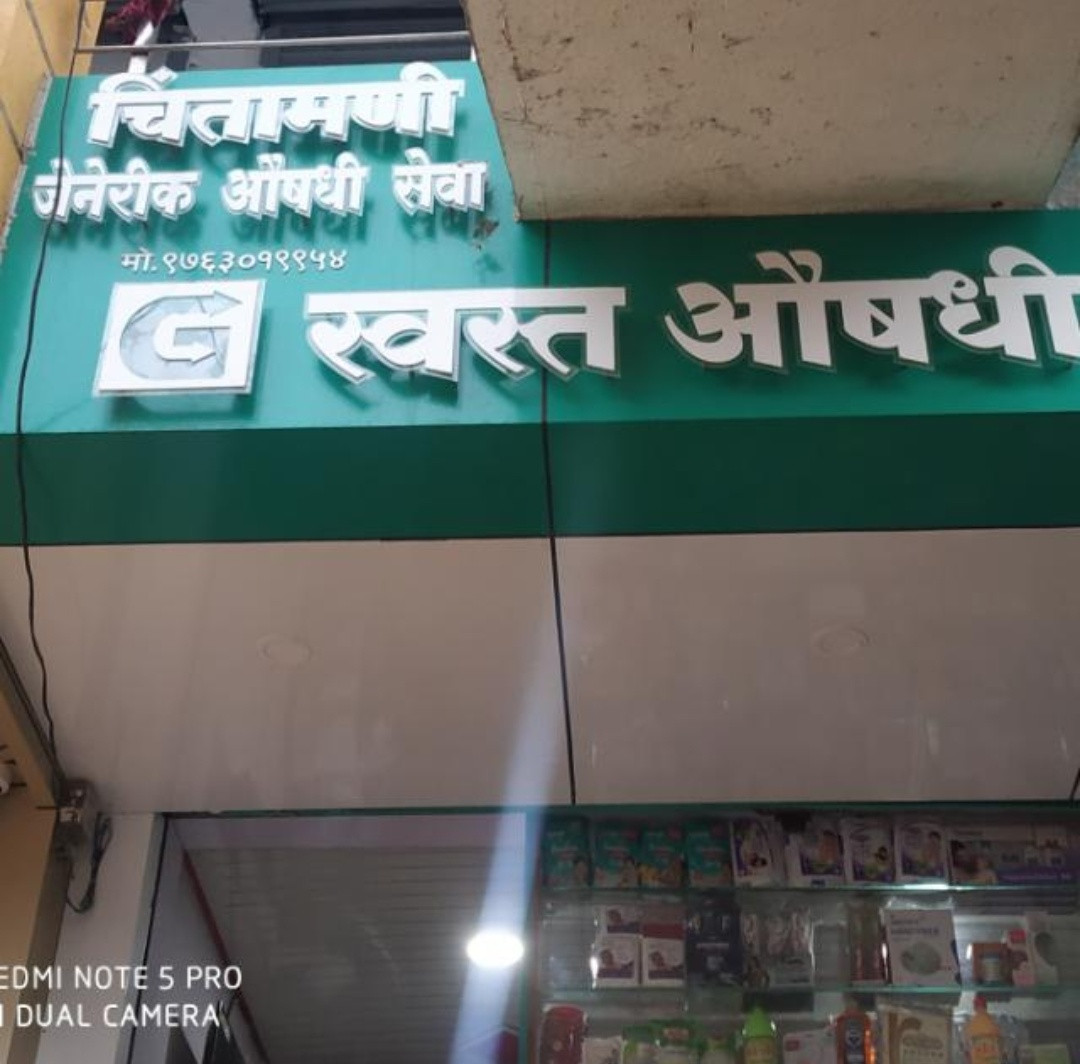 चिंतामणी
जेनेरीक औषधी सेवा
मो.९७६३०१९९५४
स्वस्त औषधी
EDMI NOTE 5 PRO
I DUAL CAMERA